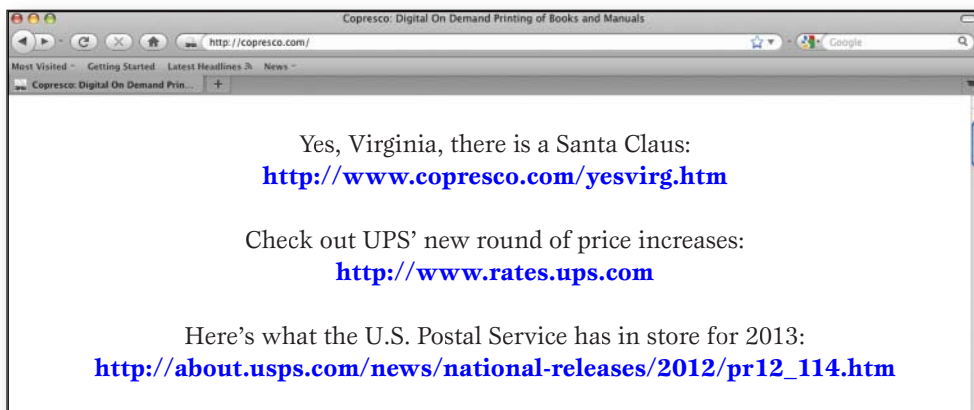 Copresco: Digital On Demand Printing of Books and Manuals
http://copresco.com/
Google
Most Visited Getting Started Latest Headlines News
Copresco: Digital On Demand Prin... +
Yes, Virginia, there is a Santa Claus:
http://www.copresco.com/yesvirg.htm
Check out UPS’ new round of price increases:
http://www.rates.ups.com
Here’s what the U.S. Postal Service has in store for 2013:
http://about.usps.com/news/national-releases/2012/pr12_114.htm